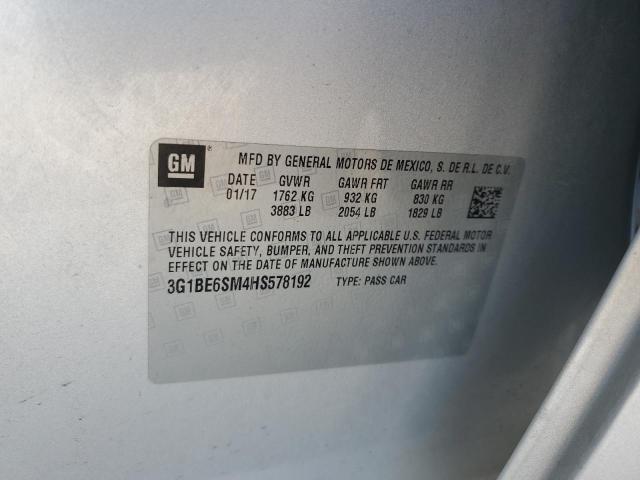 GM ® MFD BY GENERAL MOTORS DE MEXICO, S. DE R.L. DE C.V.
DATE GVWR GAWR FRT GAWR RR
01/17 1762 KG 932 KG 830 KG
3883 LB 2054 LB 1829 LB
THIS VEHICLE CONFORMS TO ALL APPLICABLE U.S. FEDERAL MOTOR
VEHICLE SAFETY, BUMPER, AND THEFT PREVENTION STANDARDS IN
EFFECT ON THE DATE OF MANUFACTURE SHOWN ABOVE.
3G1BE6SM4HS578192 TYPE: PASS CAR